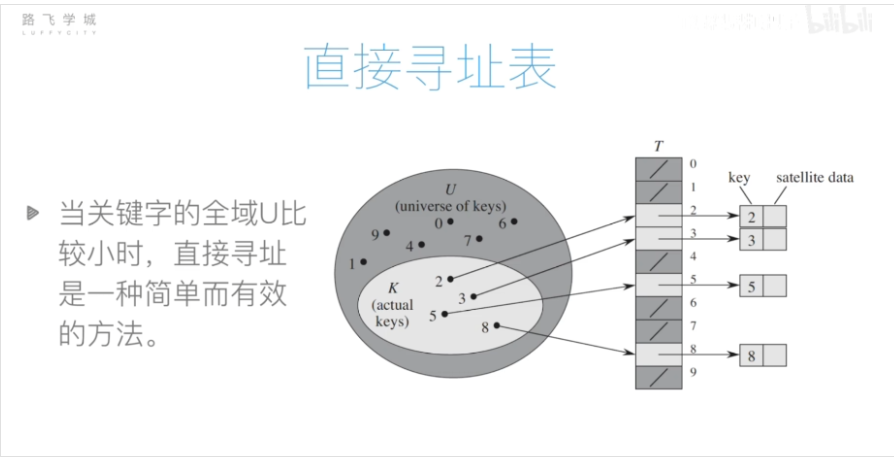 路飞学城
LUFFYCITY
bilibili
直接寻址表
当关键字的全域U比
较小时，直接寻址
是一种简单而有效
的方法。
U
(universe of keys)
0
6
9
4
7
1
K
(actual
keys)
2
3
5
8
T
0
1
2
3
4
5
6
7
8
9
key
satellite data
2
3
5
8